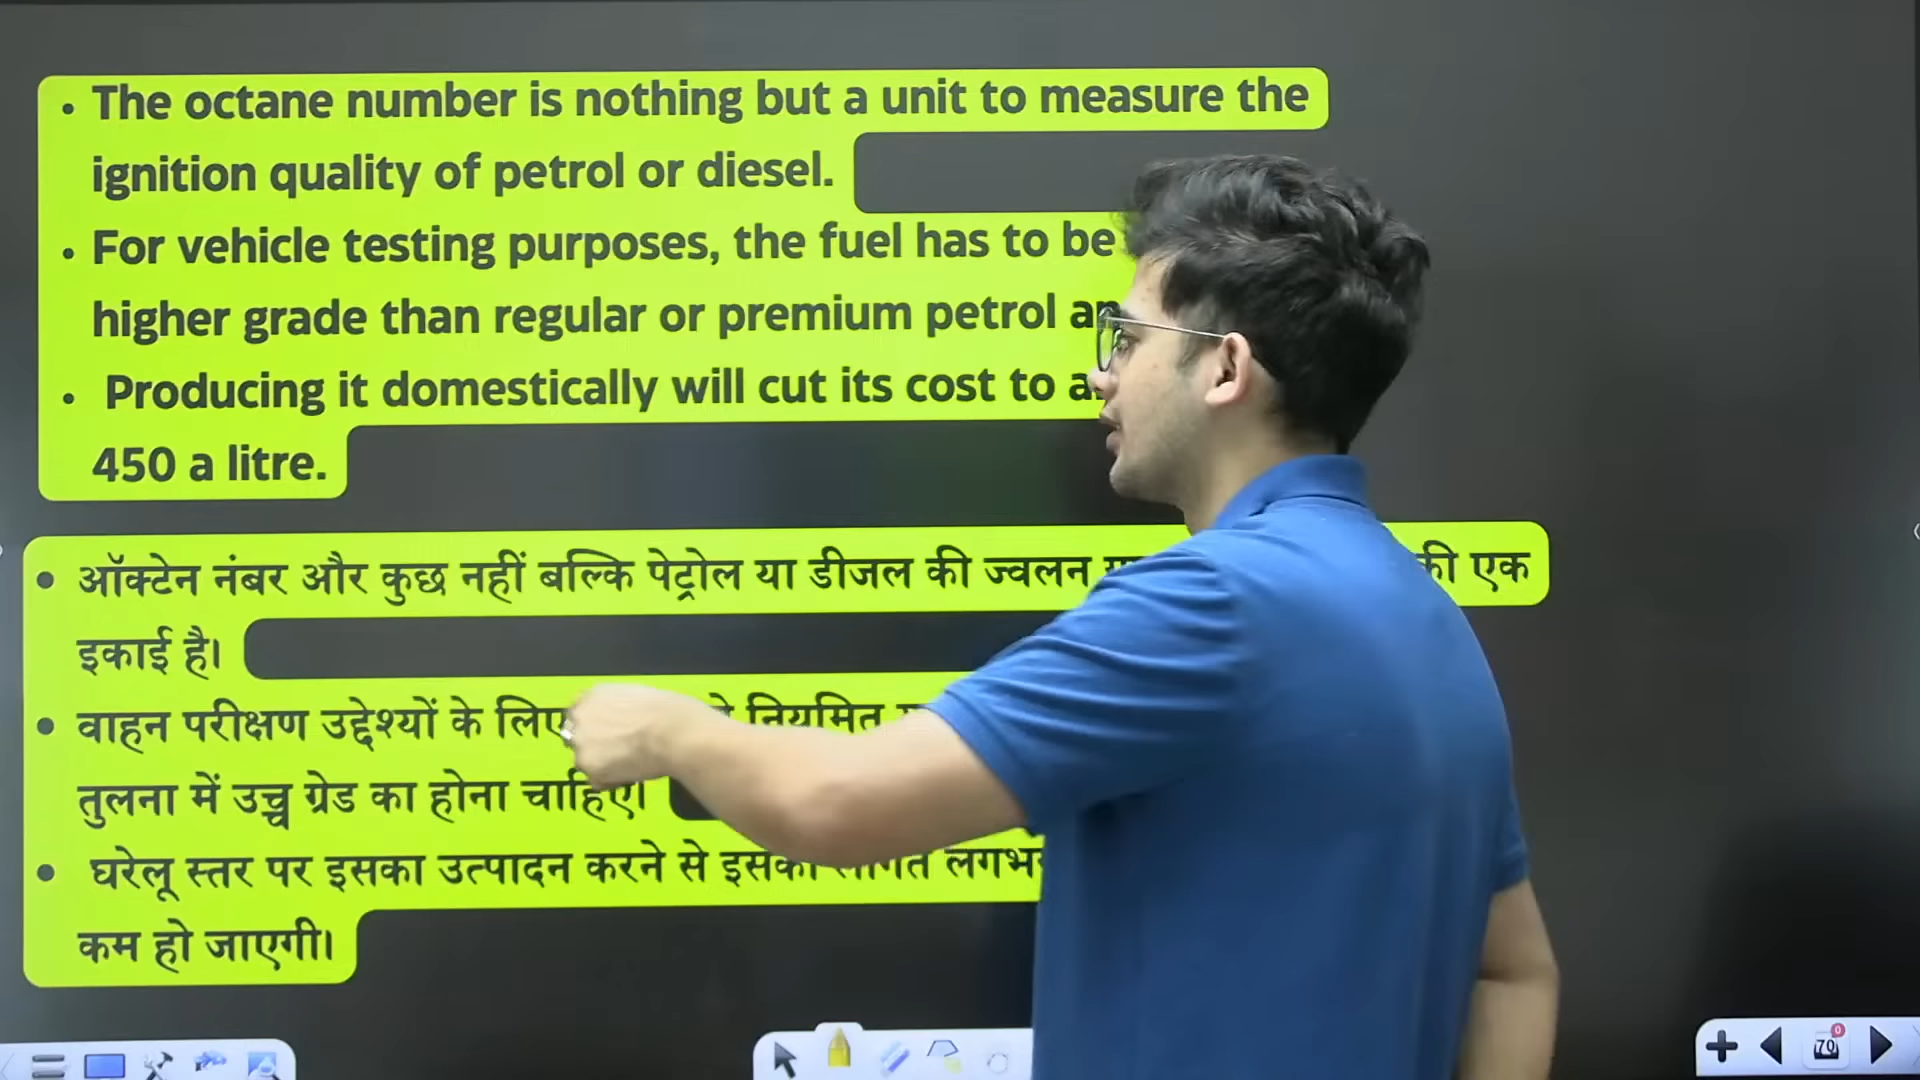 • The octane number is nothing but a unit to measure the
ignition quality of petrol or diesel.
• For vehicle testing purposes, the fuel has to be
higher grade than regular or premium petrol
• Producing it domestically will cut its cost to
450 a litre.
• ऑक्टेन नंबर और कुछ नहीं बल्कि पेट्रोल या डीजल की ज्वलन की एक
इकाई है।
• वाहन परीक्षण उद्देश्यों के लिए नियमित
तुलना में उच्च ग्रेड का होना चाहिए।
• घरेलू स्तर पर इसका उत्पादन करने से इसकी लागत
कम हो जाएगी।
70
0